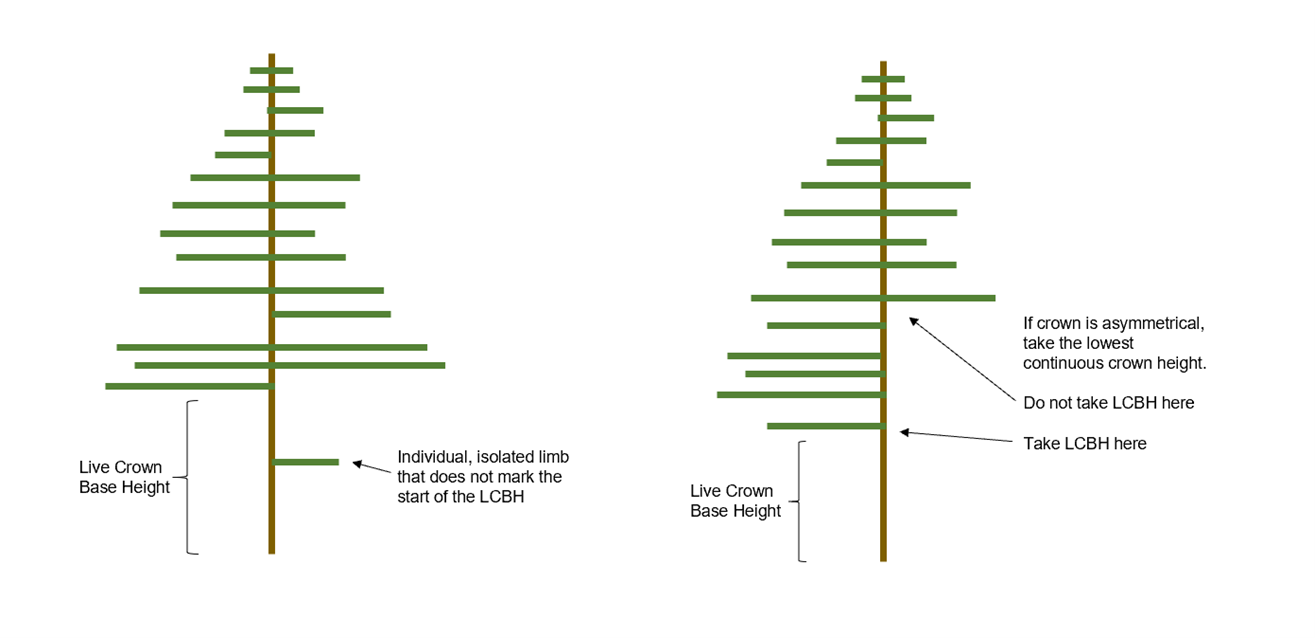 Live Crown
Base Height
Individual, isolated limb
that does not mark the
start of the LCBH
If crown is asymmetrical,
take the lowest
continuous crown height.
Do not take LCBH here
Take LCBH here
Live Crown
Base Height